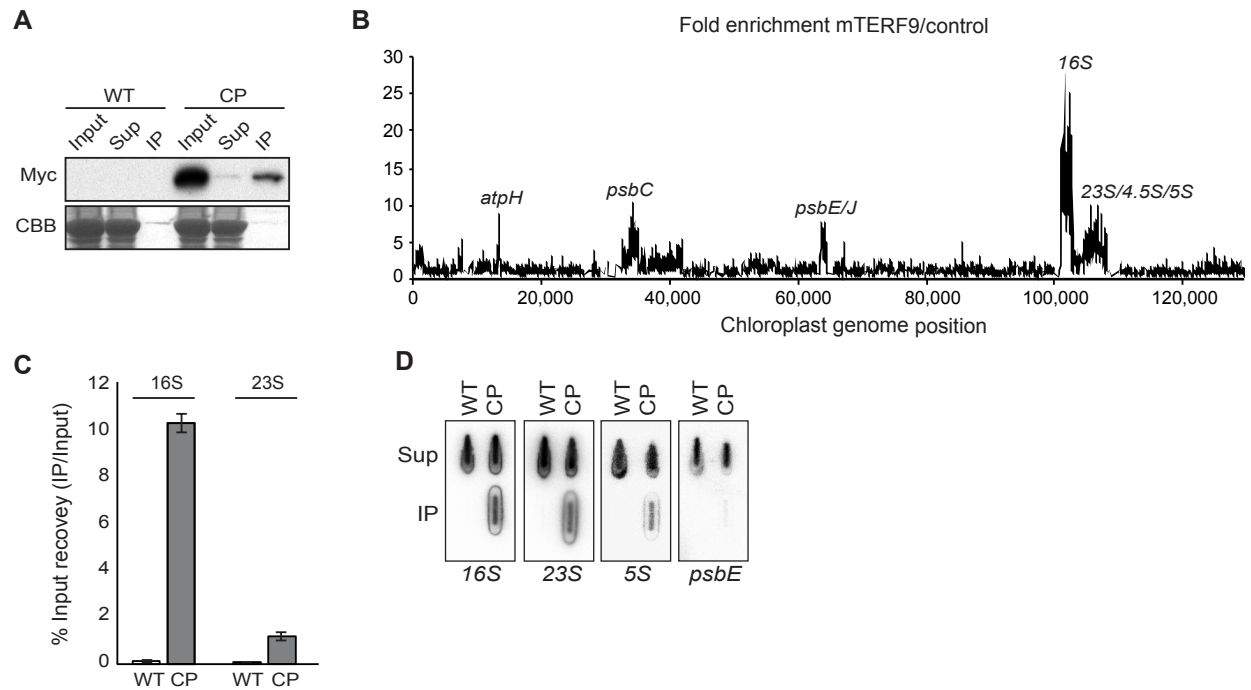 A
WT CP
Input Sup IP Input Sup IP
Myc
CBB
B
Fold enrichment mTERF9/control
30
25
20
15
10
5
0
16S
atpH
psbC
psbE/J
23S/4.5S/5S
0 20,000 40,000 60,000 80,000 100,000 120,000
Chloroplast genome position
C
% Input recovey (IP/Input)
12
10
8
6
4
2
0
16S 23S
WT CP WT CP
D
WT CP WT CP WT CP WT CP
Sup
IP
16S 23S 5S psbE